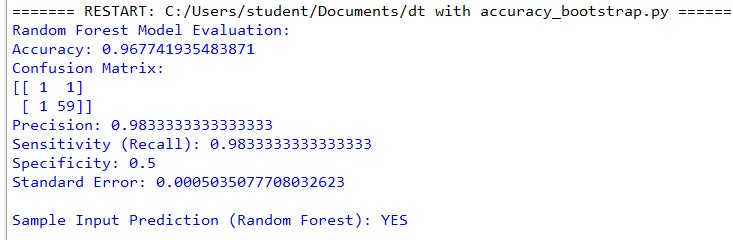 ======= RESTART: C:/Users/student/Documents/dt with accuracy_bootstrap.py ======
Random Forest Model Evaluation:
Accuracy: 0.967741935483871
Confusion Matrix:
[[ 1  1]
 [ 1 59]]
Precision: 0.9833333333333333
Sensitivity (Recall): 0.9833333333333333
Specificity: 0.5
Standard Error: 0.0005035077708032623

Sample Input Prediction (Random Forest): YES